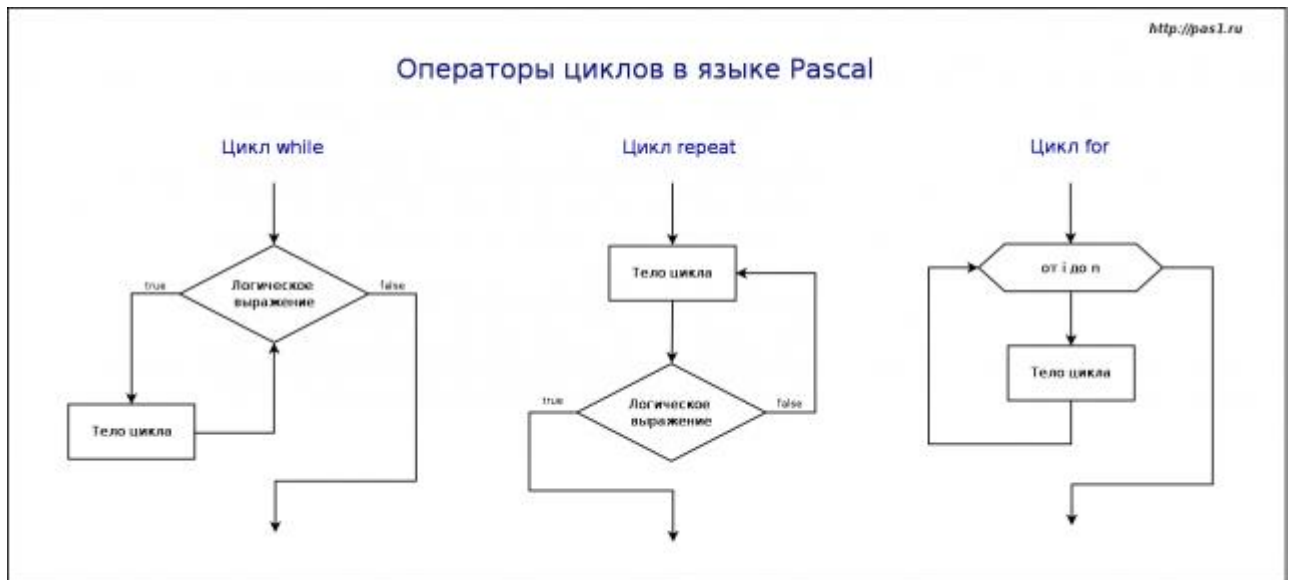 http://pas1.ru
Операторы циклов в языке Pascal
Цикл while
Логическое
выражение
true
false
Тело цикла
Цикл repeat
Тело цикла
Логическое
выражение
true
false
Цикл for
от i до n
Тело цикла